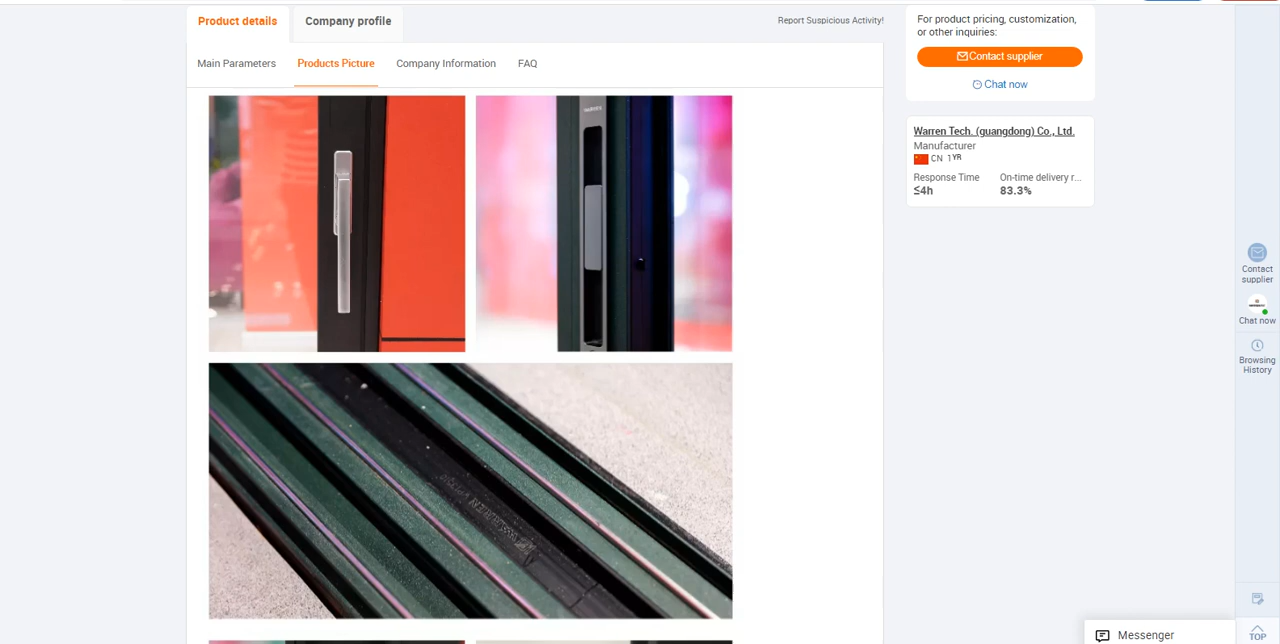 Product details
Company profile
Report Suspicious Activity!
Main Parameters
Products Picture
Company Information
FAQ
For product pricing, customization,
or other inquiries:
Contact supplier
Chat now
Warren Tech. (guangdong) Co., Ltd.
Manufacturer
CN 1YR
Response Time
≤4h
On-time delivery r...
83.3%
Contact
supplier
Chat now
Browsing
History
TOP
Messenger